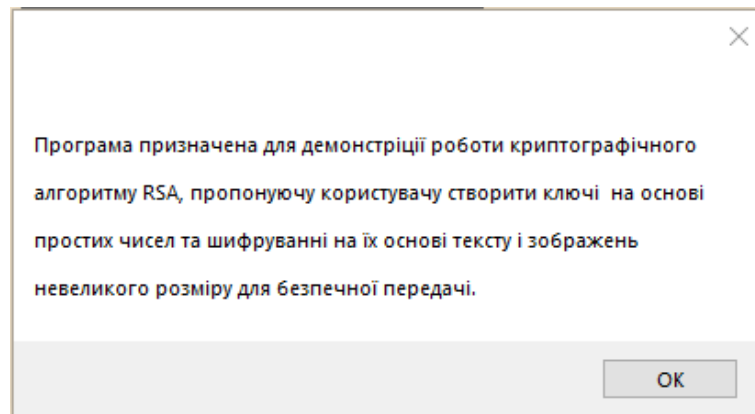 Програма призначена для демонстріції роботи криптографічного
алгоритму RSA, пропонуючу користувачу створити ключі  на основі
простих чисел та шифруванні на їх основі тексту і зображень
невеликого розміру для безпечної передачі.
OK